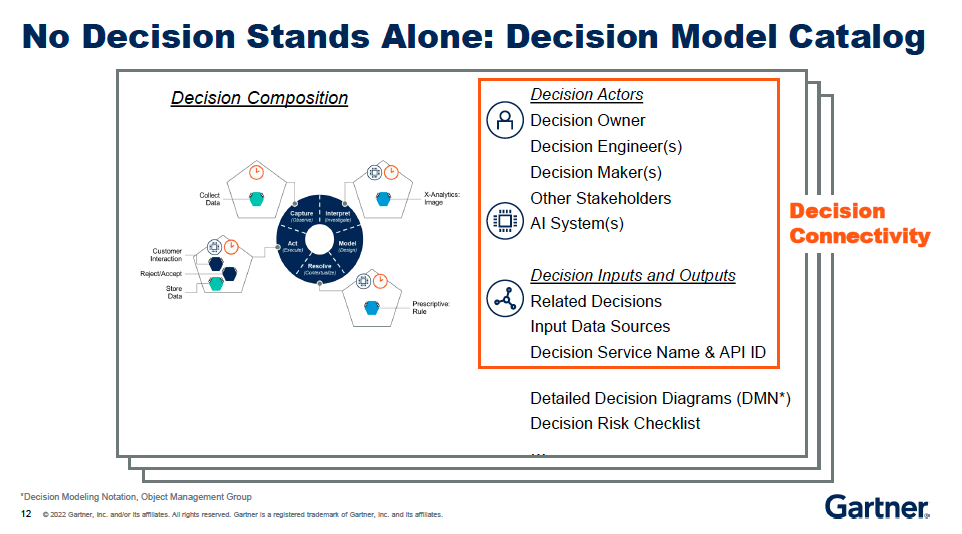 No Decision Stands Alone: Decision Model Catalog
Decision Composition
Collect
Data
X-Analytics:
Image
Capture
(Observe)
Interpret
(Investigate)
Act
(Execute)
Model
(Design)
Resolve
(Contextualize)
Customer
Interaction
Reject/Accept
Store
Data
Prescriptive:
Rule
Decision Actors
Decision Owner
Decision Engineer(s)
Decision Maker(s)
Other Stakeholders
AI System(s)
Decision Inputs and Outputs
Related Decisions
Input Data Sources
Decision Service Name & API ID
Detailed Decision Diagrams (DMN*)
Decision Risk Checklist
...
Decision
Connectivity
*Decision Modeling Notation, Object Management Group
12 © 2022 Gartner, Inc. and/or its affiliates. All rights reserved. Gartner is a registered trademark of Gartner, Inc. and its affiliates.
Gartner®